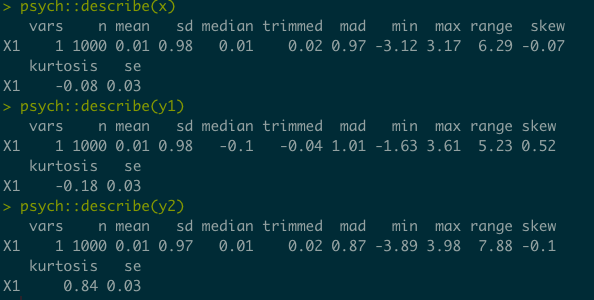 > psych::describe(x)
vars n mean sd median trimmed mad min max range skew
X1 1 1000 0.01 0.98 0.01 0.02 0.97 -3.12 3.17 6.29 -0.07
kurtosis se
X1 -0.08 0.03
> psych::describe(y1)
vars n mean sd median trimmed mad min max range skew
X1 1 1000 0.01 0.98 -0.1 -0.04 1.01 -1.63 3.61 5.23 0.52
kurtosis se
X1 -0.18 0.03
> psych::describe(y2)
vars n mean sd median trimmed mad min max range skew
X1 1 1000 0.01 0.97 0.01 0.02 0.87 -3.89 3.98 7.88 -0.1
kurtosis se
X1 0.84 0.03